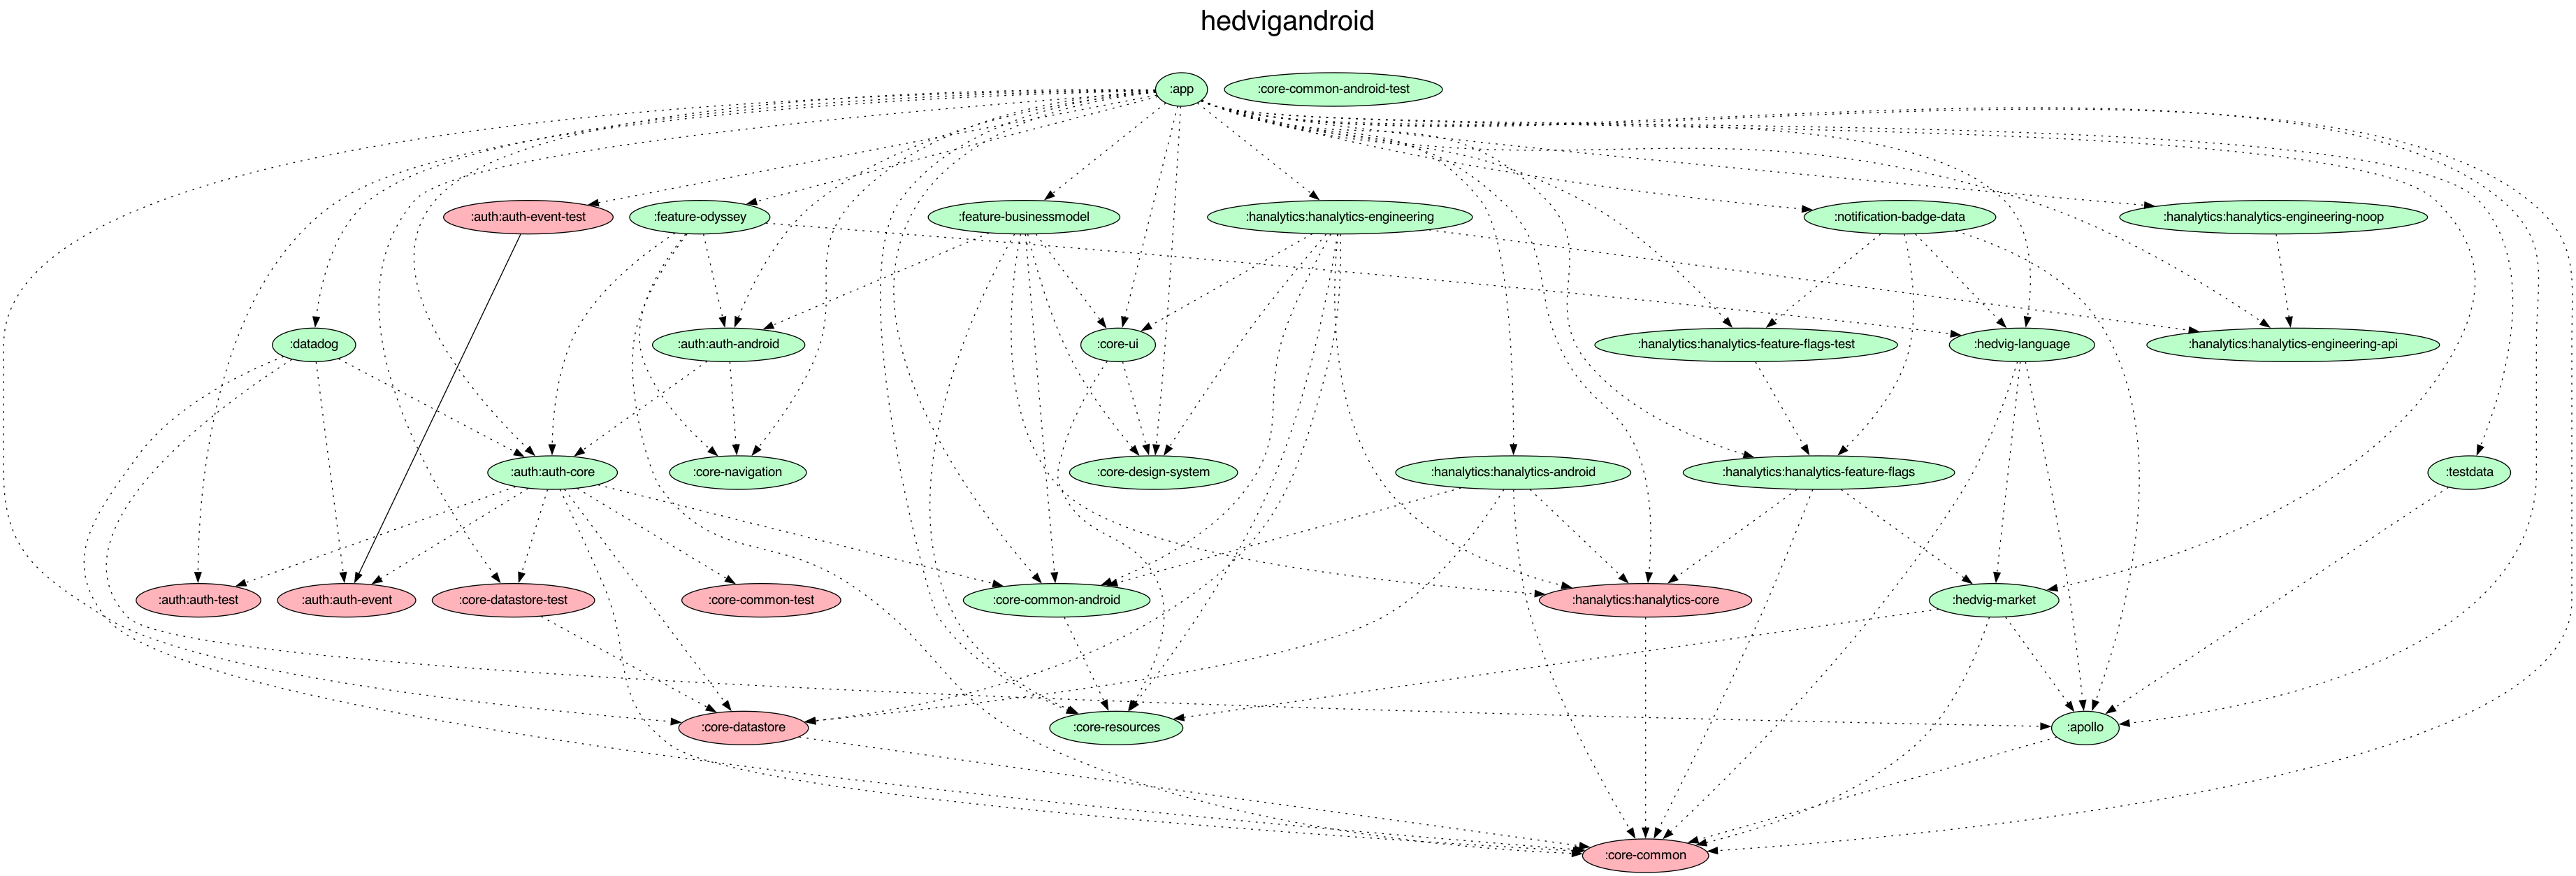 hedvigandroid
:app
:core-common-android-test
:auth:auth-event-test
:feature-odyssey
:feature-businessmodel
:hanalytics:hanalytics-engineering
:notification-badge-data
:hanalytics:hanalytics-engineering-noop
:datadog
:auth:auth-android
:core-ui
:hanalytics:hanalytics-feature-flags-test
:hedvig-language
:hanalytics:hanalytics-engineering-api
:auth:auth-core
:core-navigation
:core-design-system
:hanalytics:hanalytics-android
:hanalytics:hanalytics-feature-flags
:testdata
:auth:auth-test
:auth:auth-event
:core-datastore-test
:core-common-test
:core-common-android
:hanalytics:hanalytics-core
:hedvig-market
:core-datastore
:core-resources
:apollo
:core-common